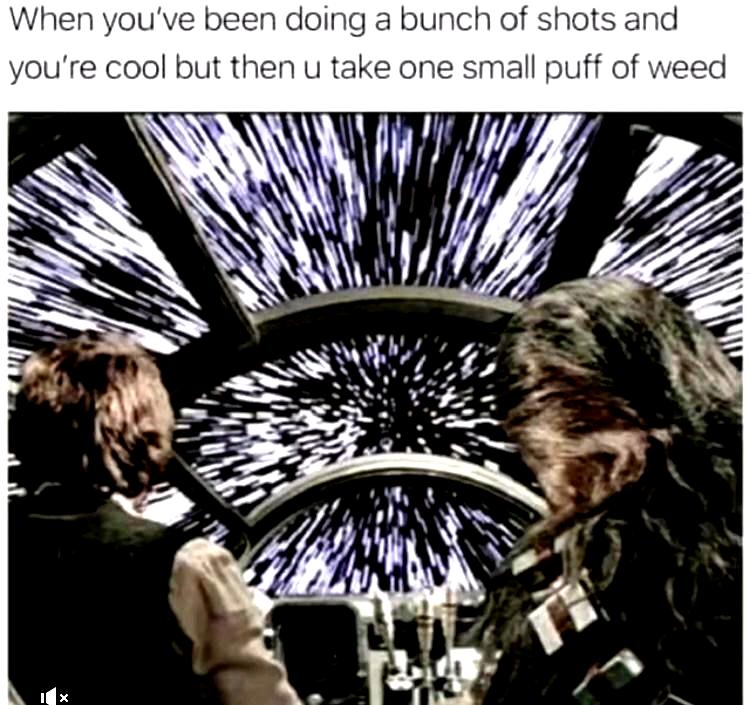 When you've been doing a bunch of shots and
you're cool but then u take one small puff of weed